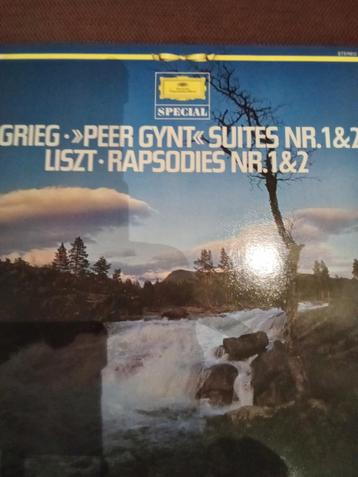 STEREO
SPECIAL
GRIEG · »PEER GYNT« SUITES NR.1&2
LISZT · RAPSODIES NR.1&2